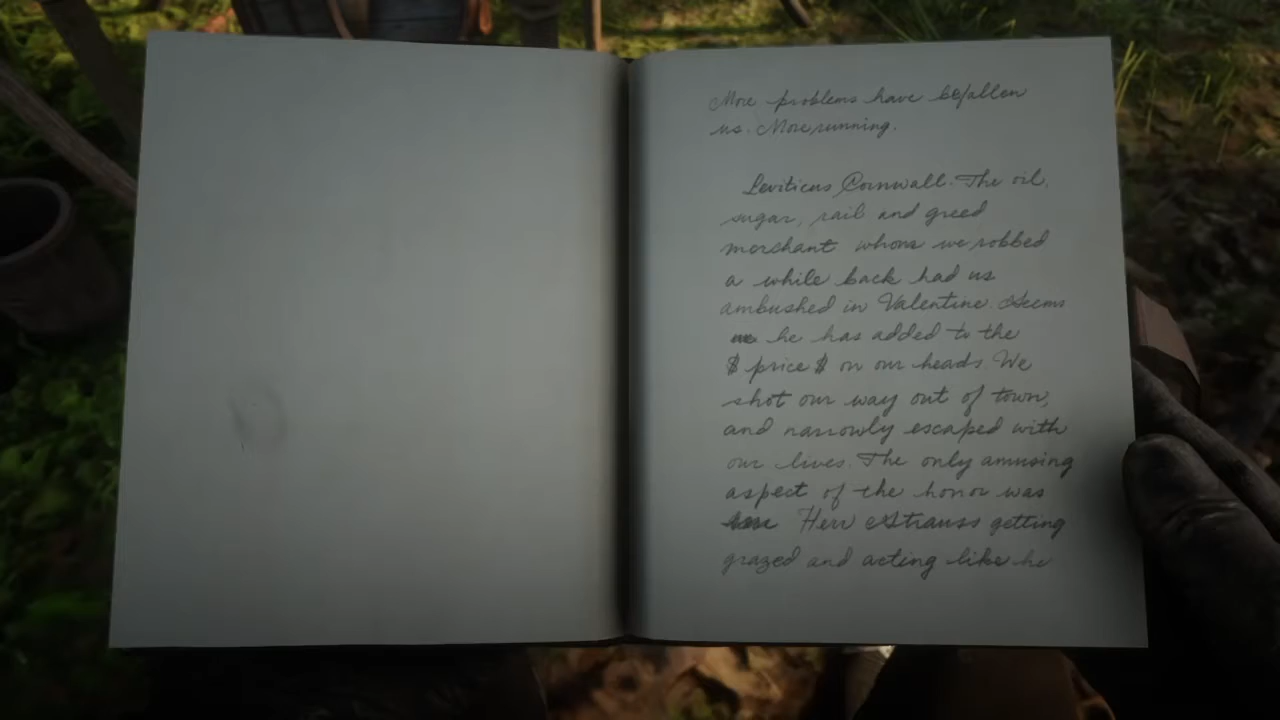 More problems have befallen
us. More running.
Leviticus Cornwall. The oil,
sugar, rail and greed
merchant whom we robbed
a while back had us
ambushed in Valentine. Seems
he has added to the
$ price $ on our heads. We
shot our way out of town,
and narrowly escaped with
our lives. The only amusing
aspect of the horror was
Herr Strauss getting
grazed and acting like he